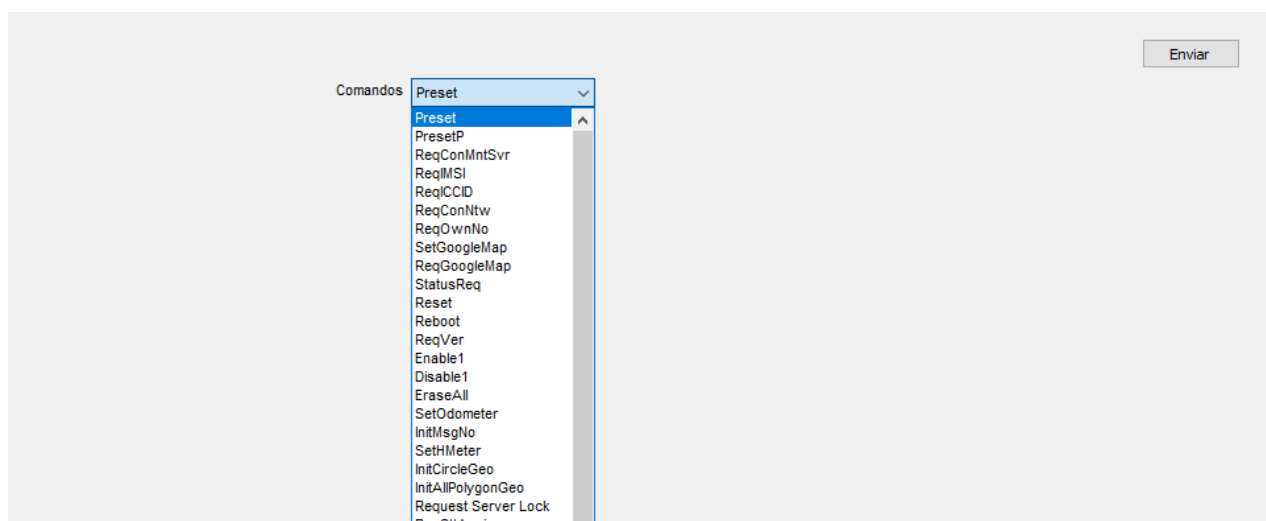 Enviar
Comandos Preset
Preset
PresetP
ReqConMntSvr
ReqIMSI
ReqICCID
ReqConNtw
ReqOwnNo
SetGoogleMap
ReqGoogleMap
StatusReq
Reset
Reboot
ReqVer
Enable1
Disable1
EraseAll
SetOdometer
InitMsgNo
SetHMeter
InitCircleGeo
InitAllPolygonGeo
Request Server Lock